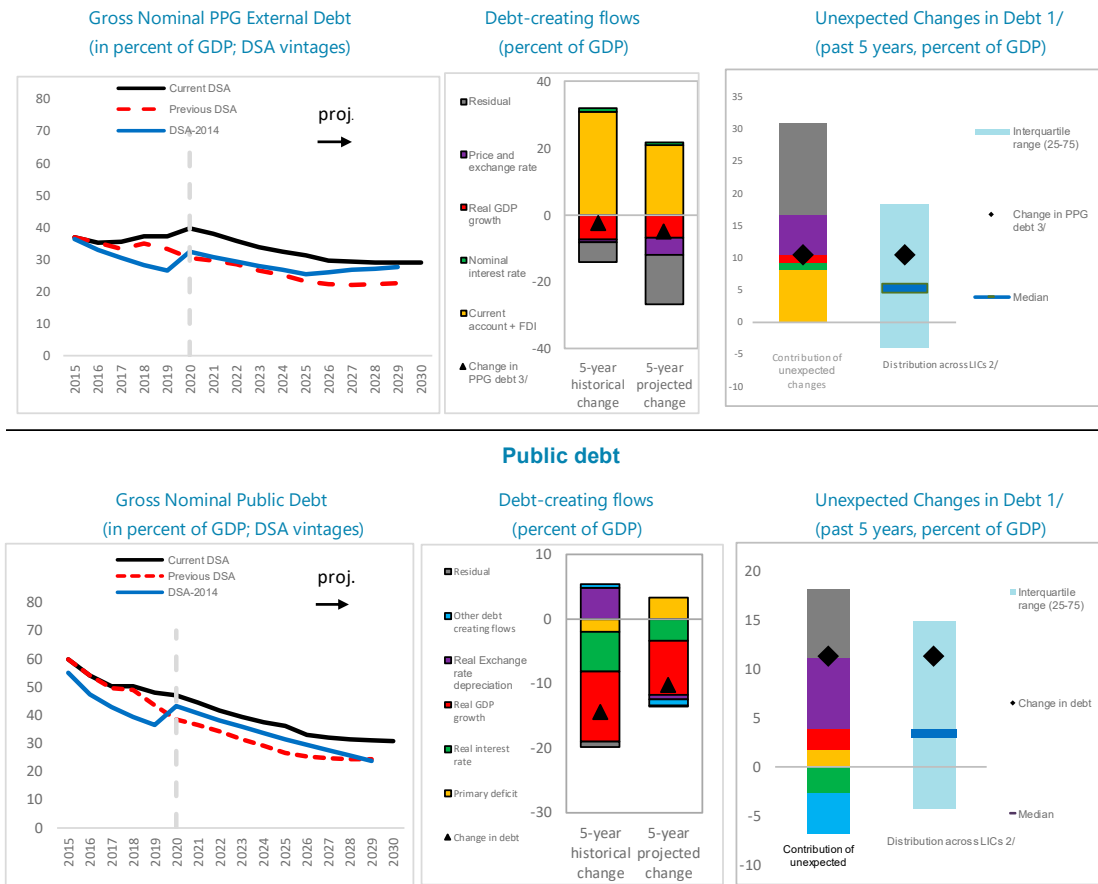 Gross Nominal PPG External Debt
(in percent of GDP; DSA vintages)
Current DSA
Previous DSA
DSA-2014
proj.
80
70
60
50
40
30
20
10
0
2015
2016
2017
2018
2019
2020
2021
2022
2023
2024
2025
2026
2027
2028
2029
2030
Debt-creating flows
(percent of GDP)
Residual
Price and
exchange rate
Real GDP
growth
Nominal
interest rate
Current
account + FDI
Change in
PPG debt 3/
40
20
0
-20
-40
5-year
historical
change
5-year
projected
change
Unexpected Changes in Debt 1/
(past 5 years, percent of GDP)
35
30
25
20
15
10
5
0
-5
-10
Contribution of
unexpected
changes
Distribution across LICs 2/
Interquartile
range (25-75)
Change in PPG
debt 3/
Median
Public debt
Gross Nominal Public Debt
(in percent of GDP; DSA vintages)
Current DSA
Previous DSA
DSA-2014
proj.
80
70
60
50
40
30
20
10
0
2015
2016
2017
2018
2019
2020
2021
2022
2023
2024
2025
2026
2027
2028
2029
2030
Debt-creating flows
(percent of GDP)
Residual
Other debt
creating flows
Real Exchange
rate
depreciation
Real GDP
growth
Real interest
rate
Primary deficit
Change in debt
10
0
-10
-20
-30
5-year
historical
change
5-year
projected
change
Unexpected Changes in Debt 1/
(past 5 years, percent of GDP)
20
15
10
5
0
-5
-10
Contribution of
unexpected
Distribution across LICs 2/
Interquartile
range (25-75)
Change in debt
Median